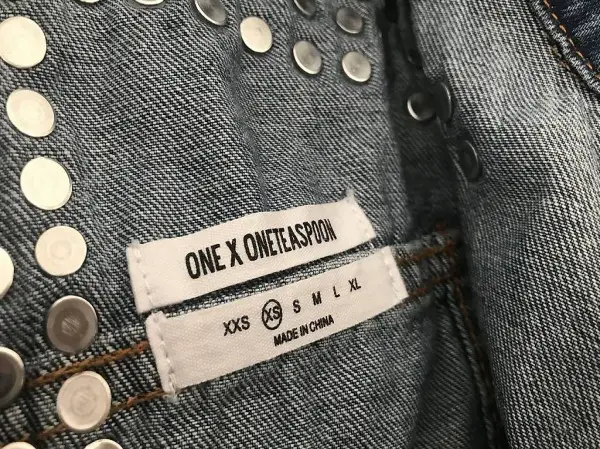 ONE X ONETEASPOON
XXS XS S M L XL
MADE IN CHINA